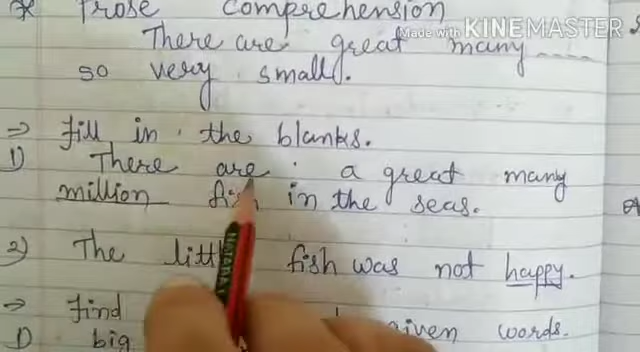 * Prose Comprehension
Made with KINEMASTER
There are great many ....
so very small.
⇒ Fill in the blanks.
1) There are a great many
million fish in the seas.
2) The little fish was not happy.
⇒ Find given words.
1) big